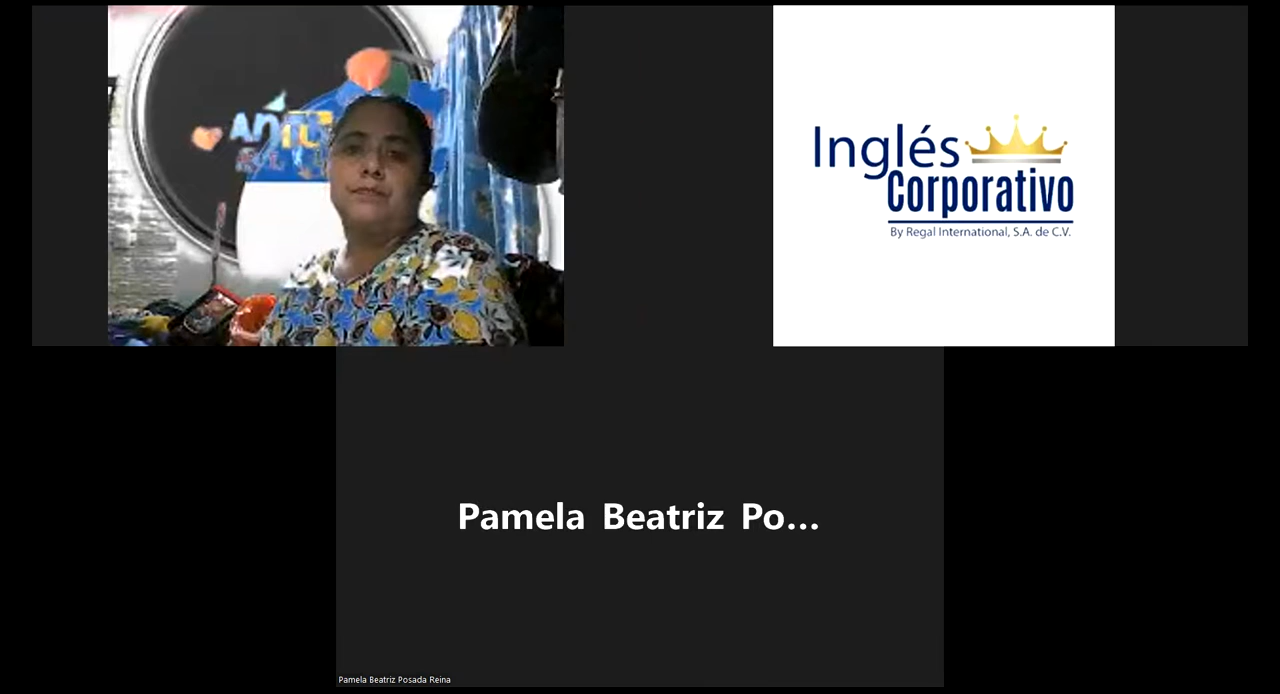 Inglés
Corporativo
By Regal International, S.A. de C.V.
Pamela Beatriz Po...
Pamela Beatriz Posada Reina